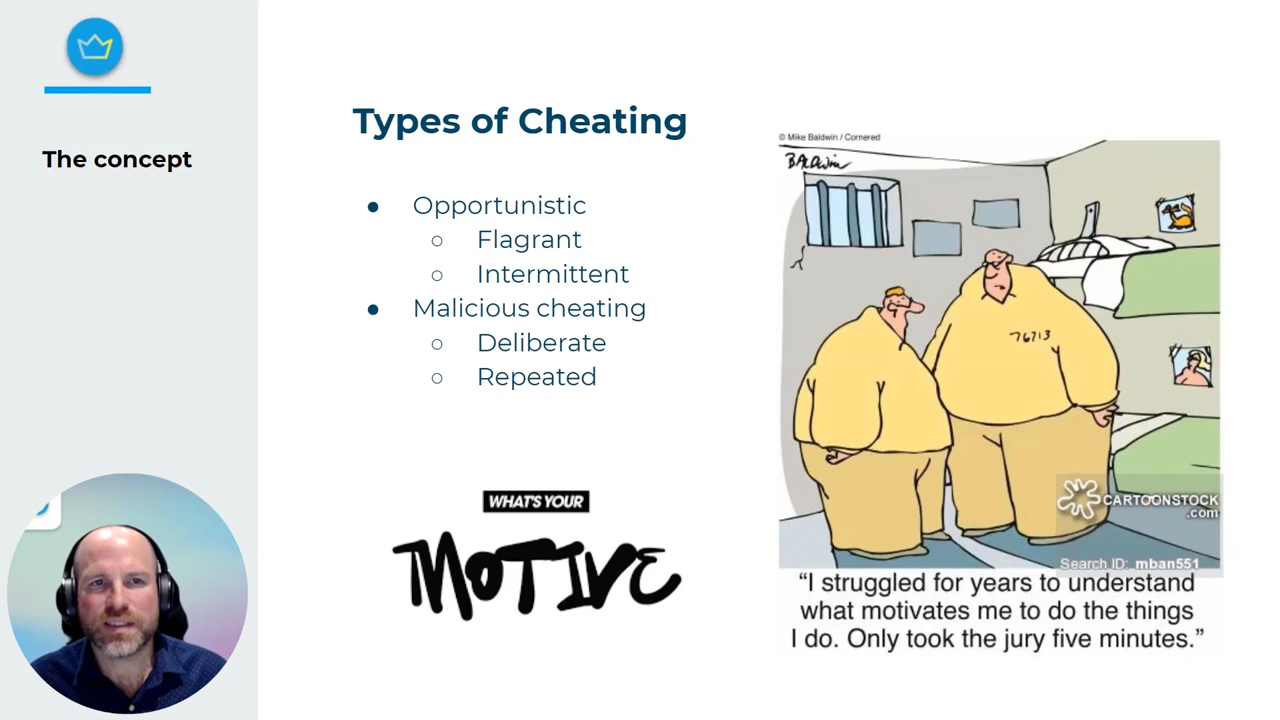 The concept
Types of Cheating
● Opportunistic
○ Flagrant
○ Intermittent
● Malicious cheating
○ Deliberate
○ Repeated
WHAT'S YOUR
MOTIVE
© Mike Baldwin / Cornered
BALDWIN
76713
CARTOONSTOCK
.com
Search ID: mban551
“I struggled for years to understand
what motivates me to do the things
I do. Only took the jury five minutes.”